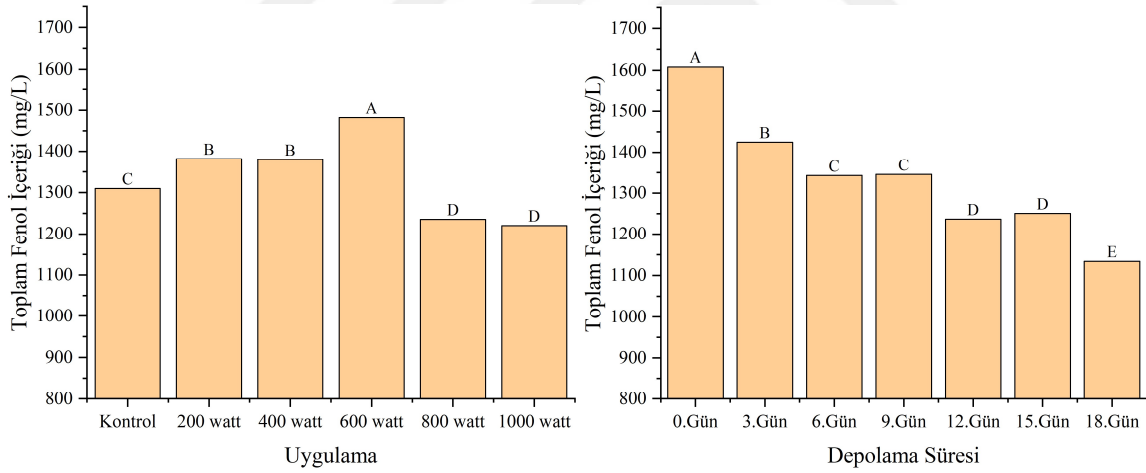 Toplam Fenol İçeriği (mg/L)
1700
1600
1500
1400
1300
1200
1100
1000
900
800
C
B
B
A
D
D
Kontrol 200 watt 400 watt 600 watt 800 watt 1000 watt
Uygulama
Toplam Fenol İçeriği (mg/L)
1700
1600
1500
1400
1300
1200
1100
1000
900
800
A
B
C
C
D
D
E
0.Gün 3.Gün 6.Gün 9.Gün 12.Gün 15.Gün 18.Gün
Depolama Süresi